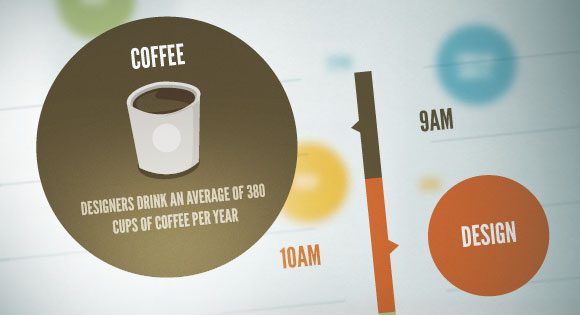 COFFEE
DESIGNERS DRINK AN AVERAGE OF 380
CUPS OF COFFEE PER YEAR
9AM
10AM
DESIGN